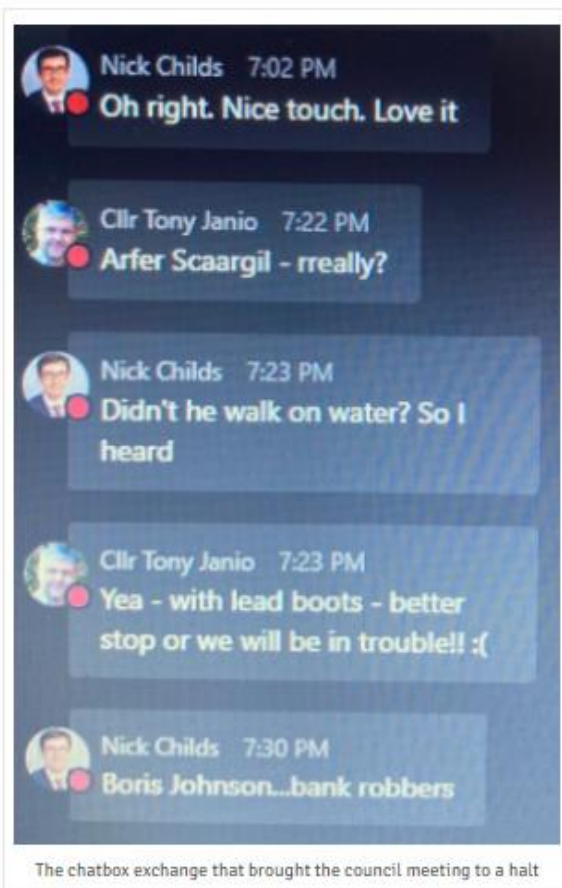 Nick Childs 7:02 PM
Oh right. Nice touch. Love it
Cllr Tony Janio 7:22 PM
Arfer Scaargil - rreally?
Nick Childs 7:23 PM
Didn't he walk on water? So I
heard
Cllr Tony Janio 7:23 PM
Yea - with lead boots - better
stop or we will be in trouble!! :(
Nick Childs 7:30 PM
Boris Johnson...bank robbers
The chatbox exchange that brought the council meeting to a halt